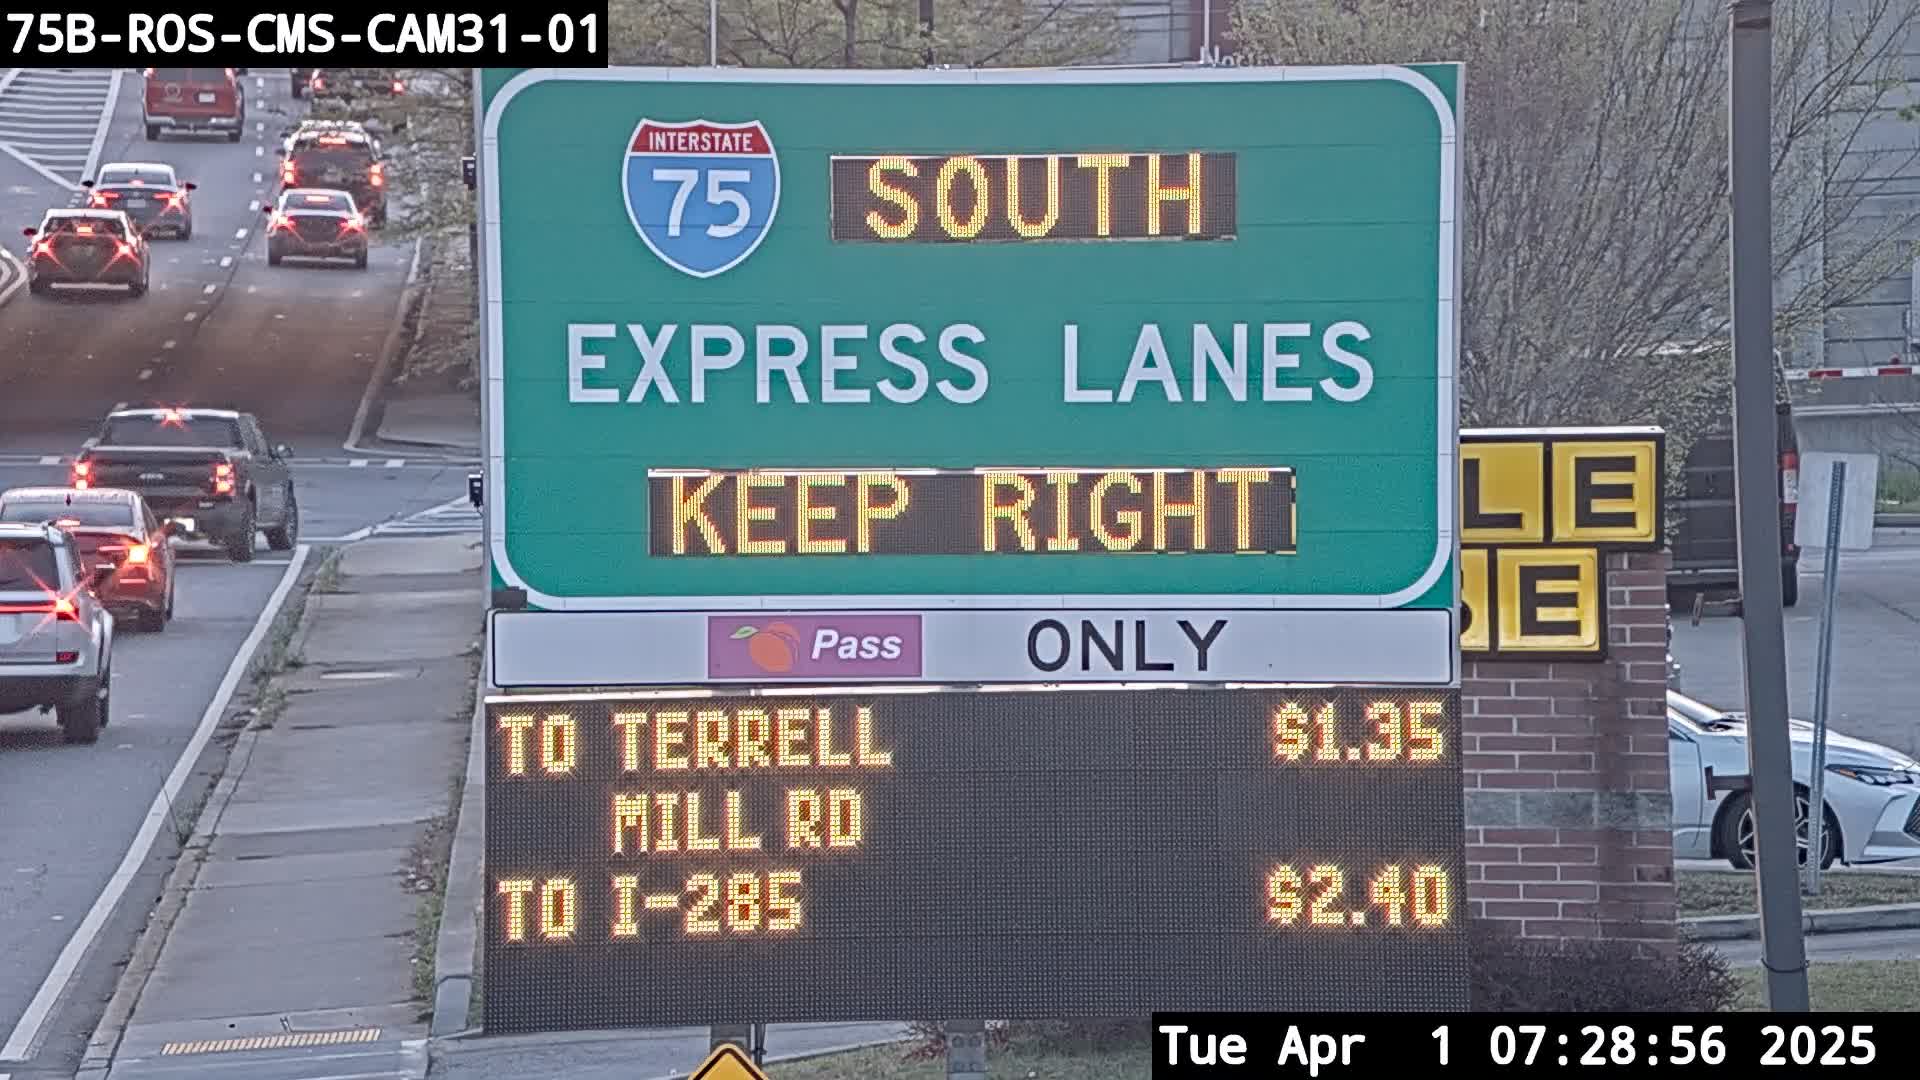 75B-ROS-CMS-CAM31-01
INTERSTATE
75
SOUTH
EXPRESS LANES
KEEP RIGHT
Pass ONLY
TO TERRELL $1.35
MILL RD
TO I-285 $2.40
LE
E
Tue Apr 1 07:28:56 2025